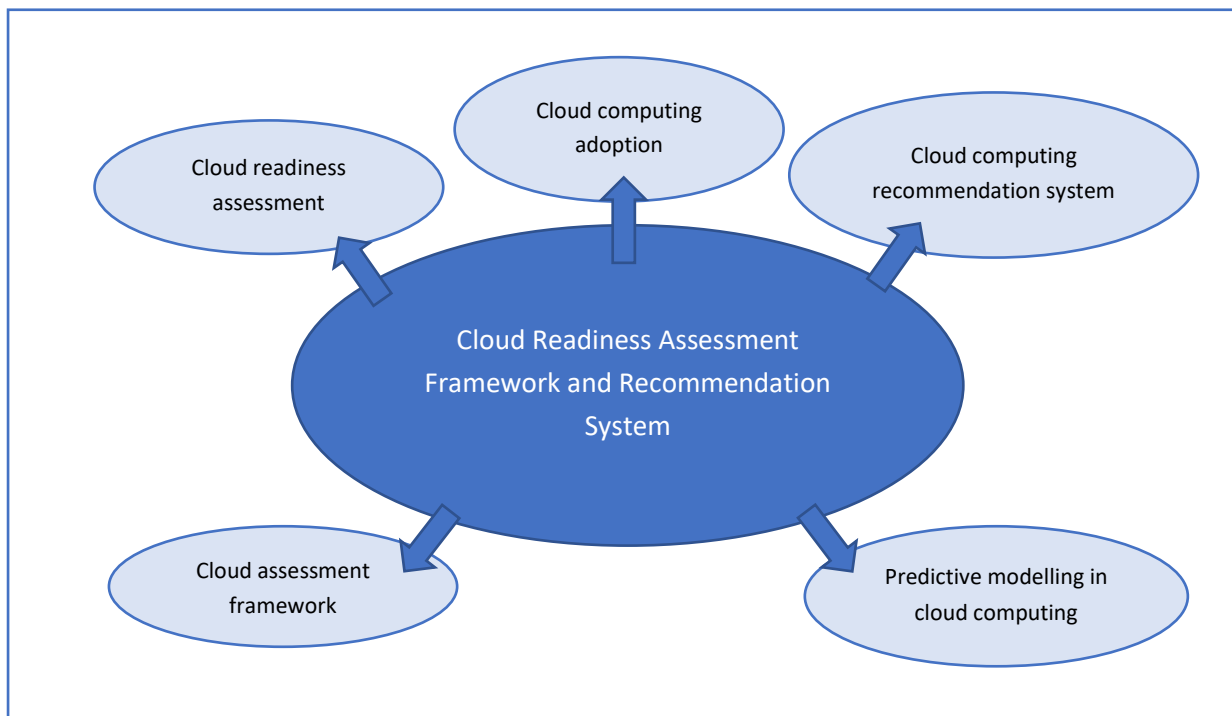 Cloud computing
adoption
Cloud readiness
assessment
Cloud computing
recommendation system
Cloud Readiness Assessment
Framework and Recommendation
System
Cloud assessment
framework
Predictive modelling in
cloud computing